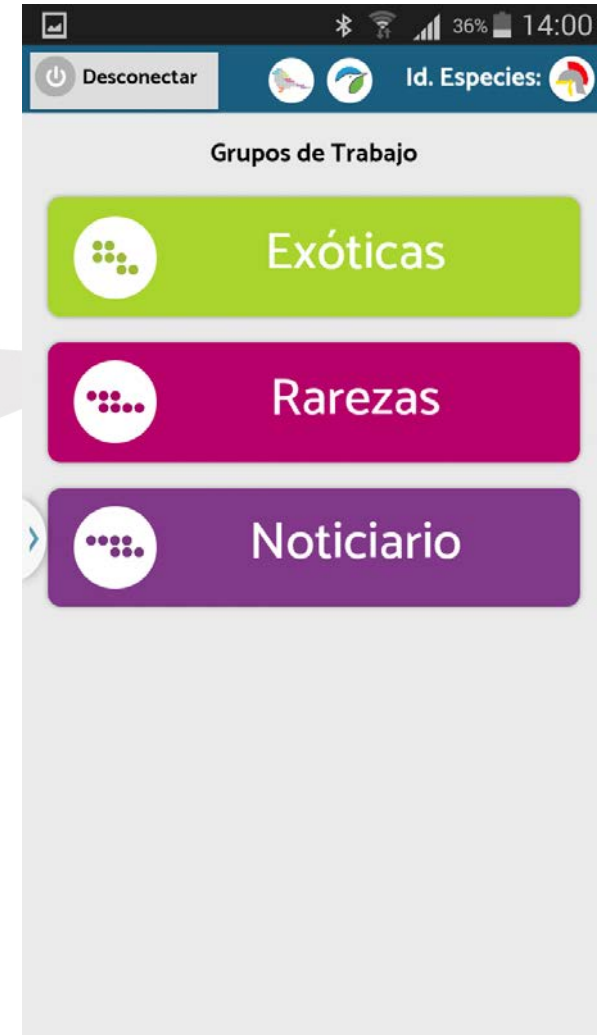 36% 14:00
Desconectar Id. Especies:
Grupos de Trabajo
Exóticas
Rarezas
Noticiario